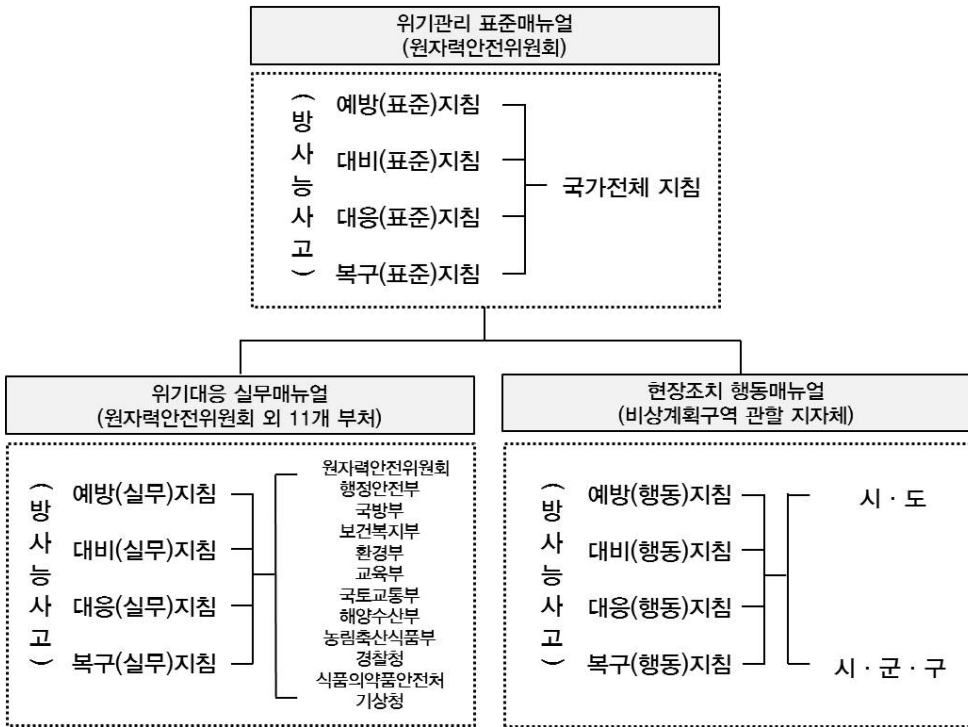 위기관리 표준매뉴얼
(원자력안전위원회)
(방사능사고)
예방(표준)지침
대비(표준)지침
대응(표준)지침
복구(표준)지침
국가전체 지침
위기대응 실무매뉴얼
(원자력안전위원회 외 11개 부처)
(방사능사고)
예방(실무)지침
대비(실무)지침
대응(실무)지침
복구(실무)지침
원자력안전위원회
행정안전부
국방부
보건복지부
환경부
교육부
국토교통부
해양수산부
농림축산식품부
경찰청
식품의약품안전처
기상청
현장조치 행동매뉴얼
(비상계획구역 관할 지자체)
(방사능사고)
예방(행동)지침
대비(행동)지침
대응(행동)지침
복구(행동)지침
시 · 도
시 · 군 · 구